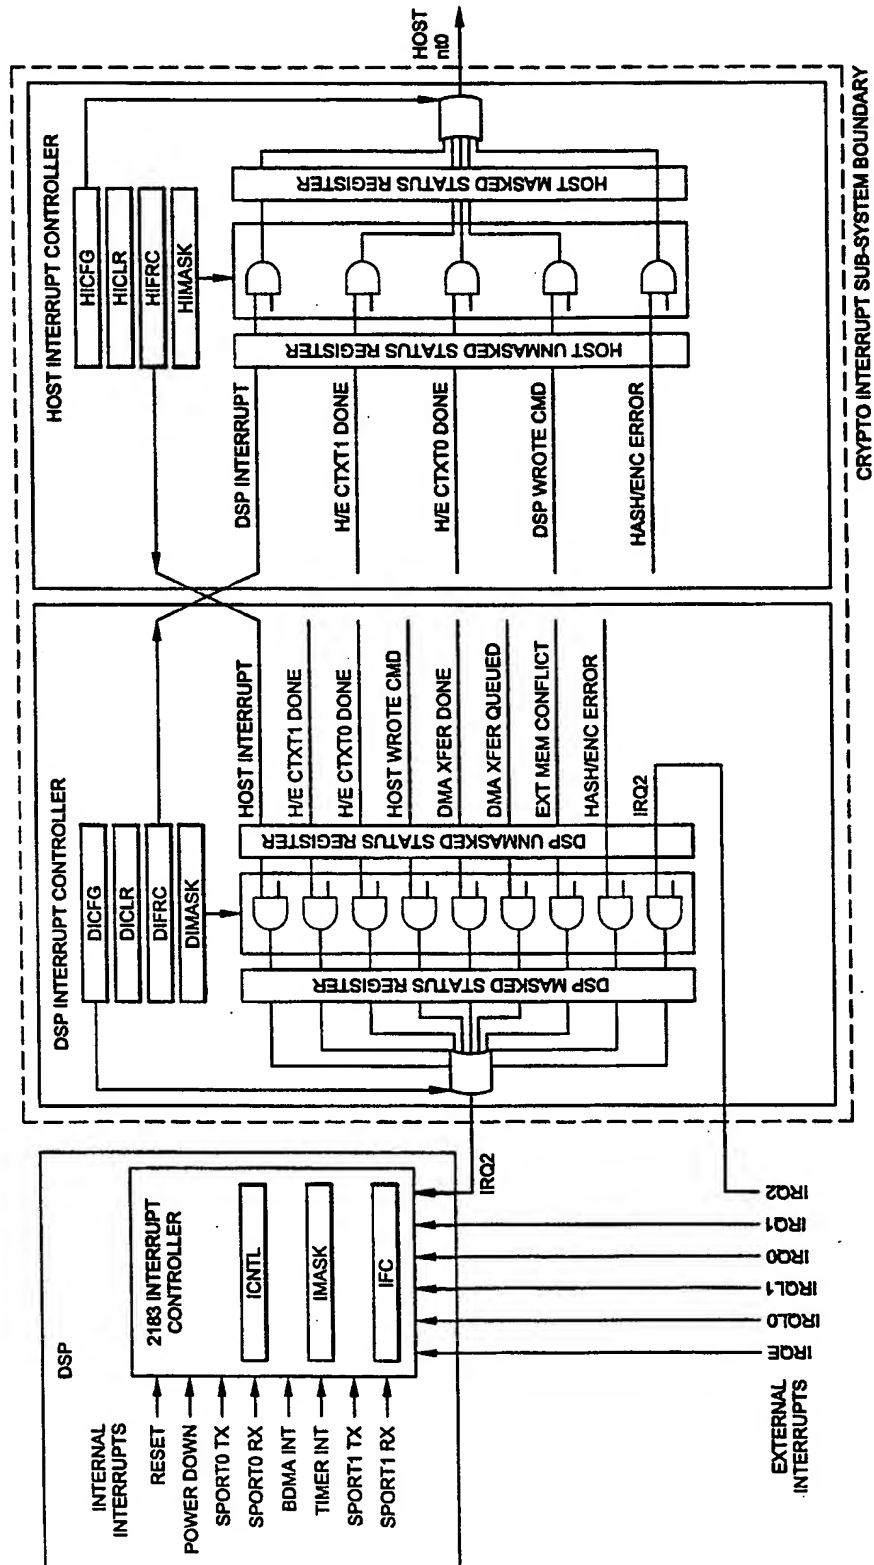 HOST
nt0
CRYPTO INTERRUPT SUB-SYSTEM BOUNDARY
HOST INTERRUPT CONTROLLER
HICFG
HICLR
HIFRC
HIMASK
HOST MASKED STATUS REGISTER
HOST UNMASKED STATUS REGISTER
DSP INTERRUPT
H/E CTXT1 DONE
H/E CTXT0 DONE
DSP WROTE CMD
HASH/ENC ERROR
DSP INTERRUPT CONTROLLER
DICFG
DICLR
DIFRC
DIMASK
HOST INTERRUPT
H/E CTXT1 DONE
H/E CTXT0 DONE
HOST WROTE CMD
DMA XFER DONE
DMA XFER QUEUED
EXT MEM CONFLICT
HASH/ENC ERROR
IRQ2
DSP UNMASKED STATUS REGISTER
DSP MASKED STATUS REGISTER
IRQ2
DSP
2183 INTERRUPT
CONTROLLER
ICNTL
IMASK
IFC
INTERNAL
INTERRUPTS
RESET
POWER DOWN
SPORT0 TX
SPORT0 RX
BDMA INT
TIMER INT
SPORT1 TX
SPORT1 RX
EXTERNAL
INTERRUPTS
IRQE
IRQL0
IRQL1
IRQ0
IRQ1
IRQ2